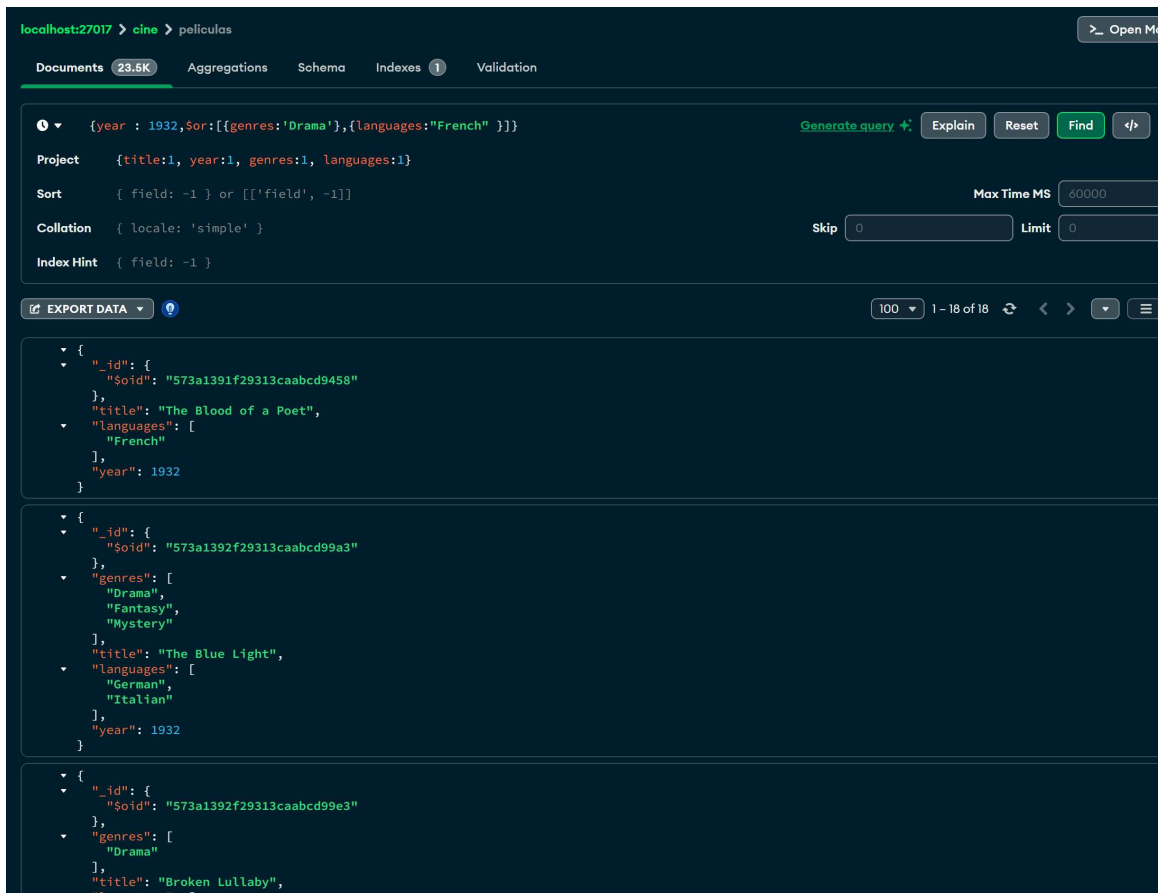 localhost:27017 > cine > peliculas
>_ Open Mo
Documents 23.5K Aggregations Schema Indexes 1 Validation
{year : 1932,$or:[{genres:'Drama'},{languages:"French" }]}
Generate query Explain Reset Find </>
Project {title:1, year:1, genres:1, languages:1}
Sort { field: -1 } or [['field', -1]]
Max Time MS 60000
Collation { locale: 'simple' }
Skip 0 Limit 0
Index Hint { field: -1 }
EXPORT DATA 100 1 – 18 of 18
{
"_id": {
"$oid": "573a1391f29313caabcd9458"
},
"title": "The Blood of a Poet",
"languages": [
"French"
],
"year": 1932
}
{
"_id": {
"$oid": "573a1392f29313caabcd99a3"
},
"genres": [
"Drama",
"Fantasy",
"Mystery"
],
"title": "The Blue Light",
"languages": [
"German",
"Italian"
],
"year": 1932
}
{
"_id": {
"$oid": "573a1392f29313caabcd99e3"
},
"genres": [
"Drama"
],
"title": "Broken Lullaby",